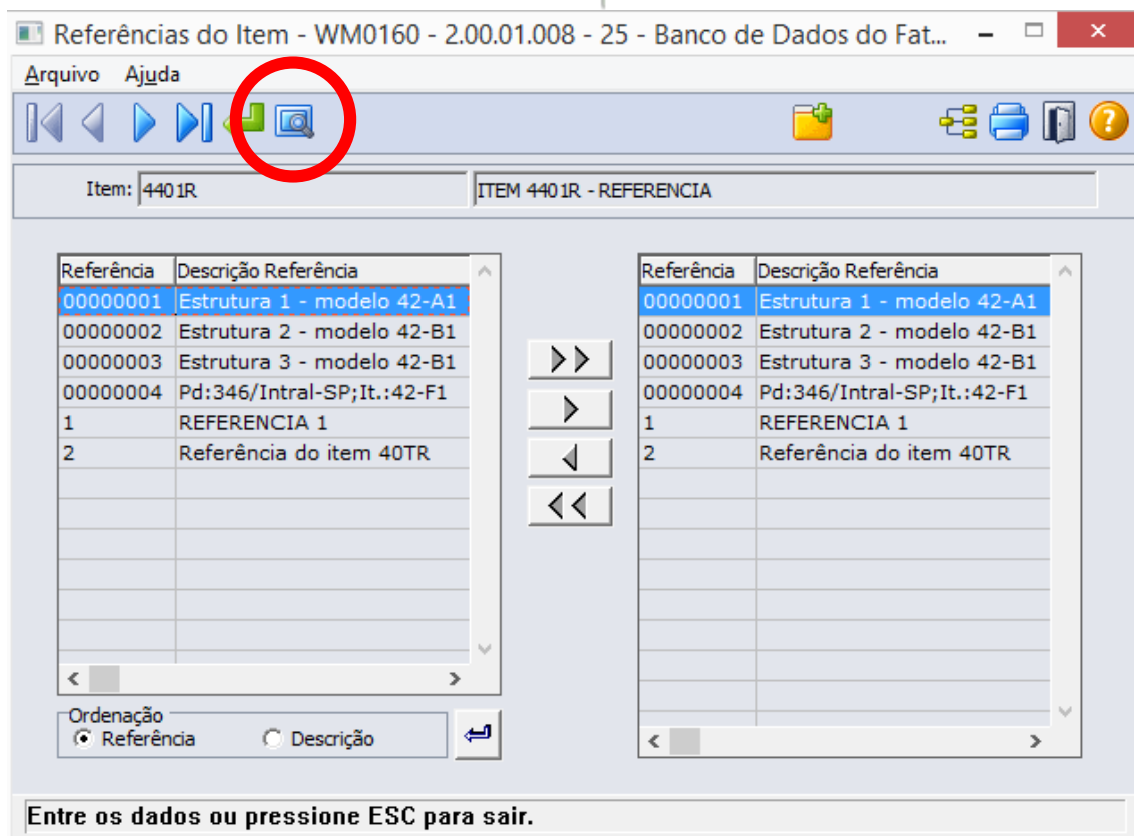 Referências do Item - WM0160 - 2.00.01.008 - 25 - Banco de Dados do Fat...
Arquivo Ajuda
Item: 4401R ITEM 4401R - REFERENCIA
Referência Descrição Referência Referência Descrição Referência
00000001 Estrutura 1 - modelo 42-A1 00000001 Estrutura 1 - modelo 42-A1
00000002 Estrutura 2 - modelo 42-B1 00000002 Estrutura 2 - modelo 42-B1
00000003 Estrutura 3 - modelo 42-B1 00000003 Estrutura 3 - modelo 42-B1
00000004 Pd:346/Intral-SP;It.:42-F1 00000004 Pd:346/Intral-SP;It.:42-F1
1 REFERENCIA 1 1 REFERENCIA 1
2 Referência do item 40TR 2 Referência do item 40TR
Ordenação
Referência Descrição
Entre os dados ou pressione ESC para sair.